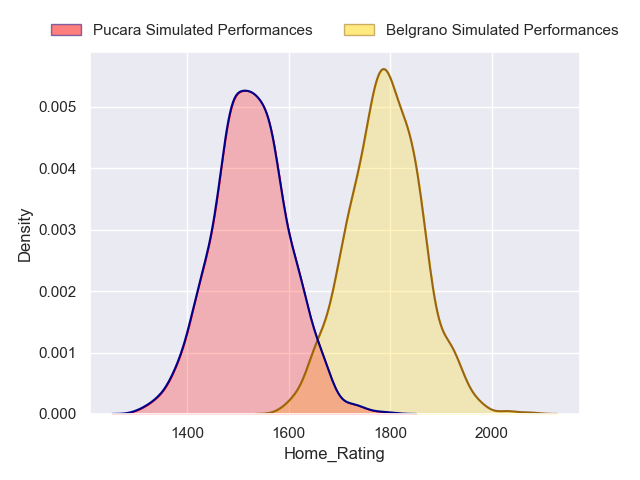 Pucara Simulated Performances Belgrano Simulated Performances
0.005
0.004
0.003
0.002
0.001
0.000
Density
1400 1600 1800 2000
Home_Rating